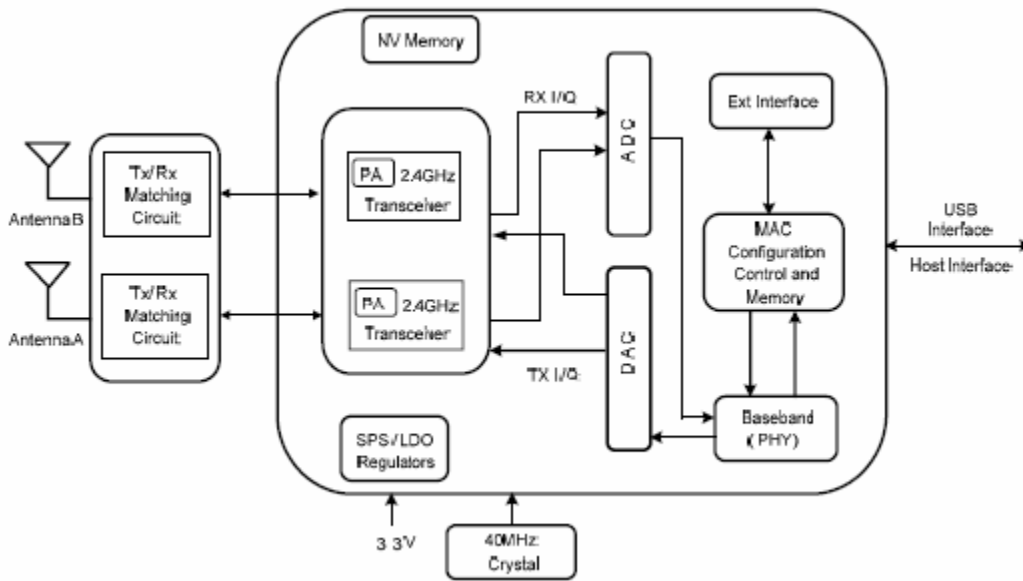 NV Memory
RX I/Q
ADC
Ext Interface
Tx/Rx
Matching
Circuit
PA 2.4GHz
Transceiver
Antenna B
USB
Interface
MAC
Configuration
Control and
Memory
Host Interface
Tx/Rx
Matching
Circuit
PA 2.4GHz
Transceiver
Antenna A
DAC
TX I/Q
Baseband
(PHY)
SPS/LDO
Regulators
3.3V
40MHz
Crystal